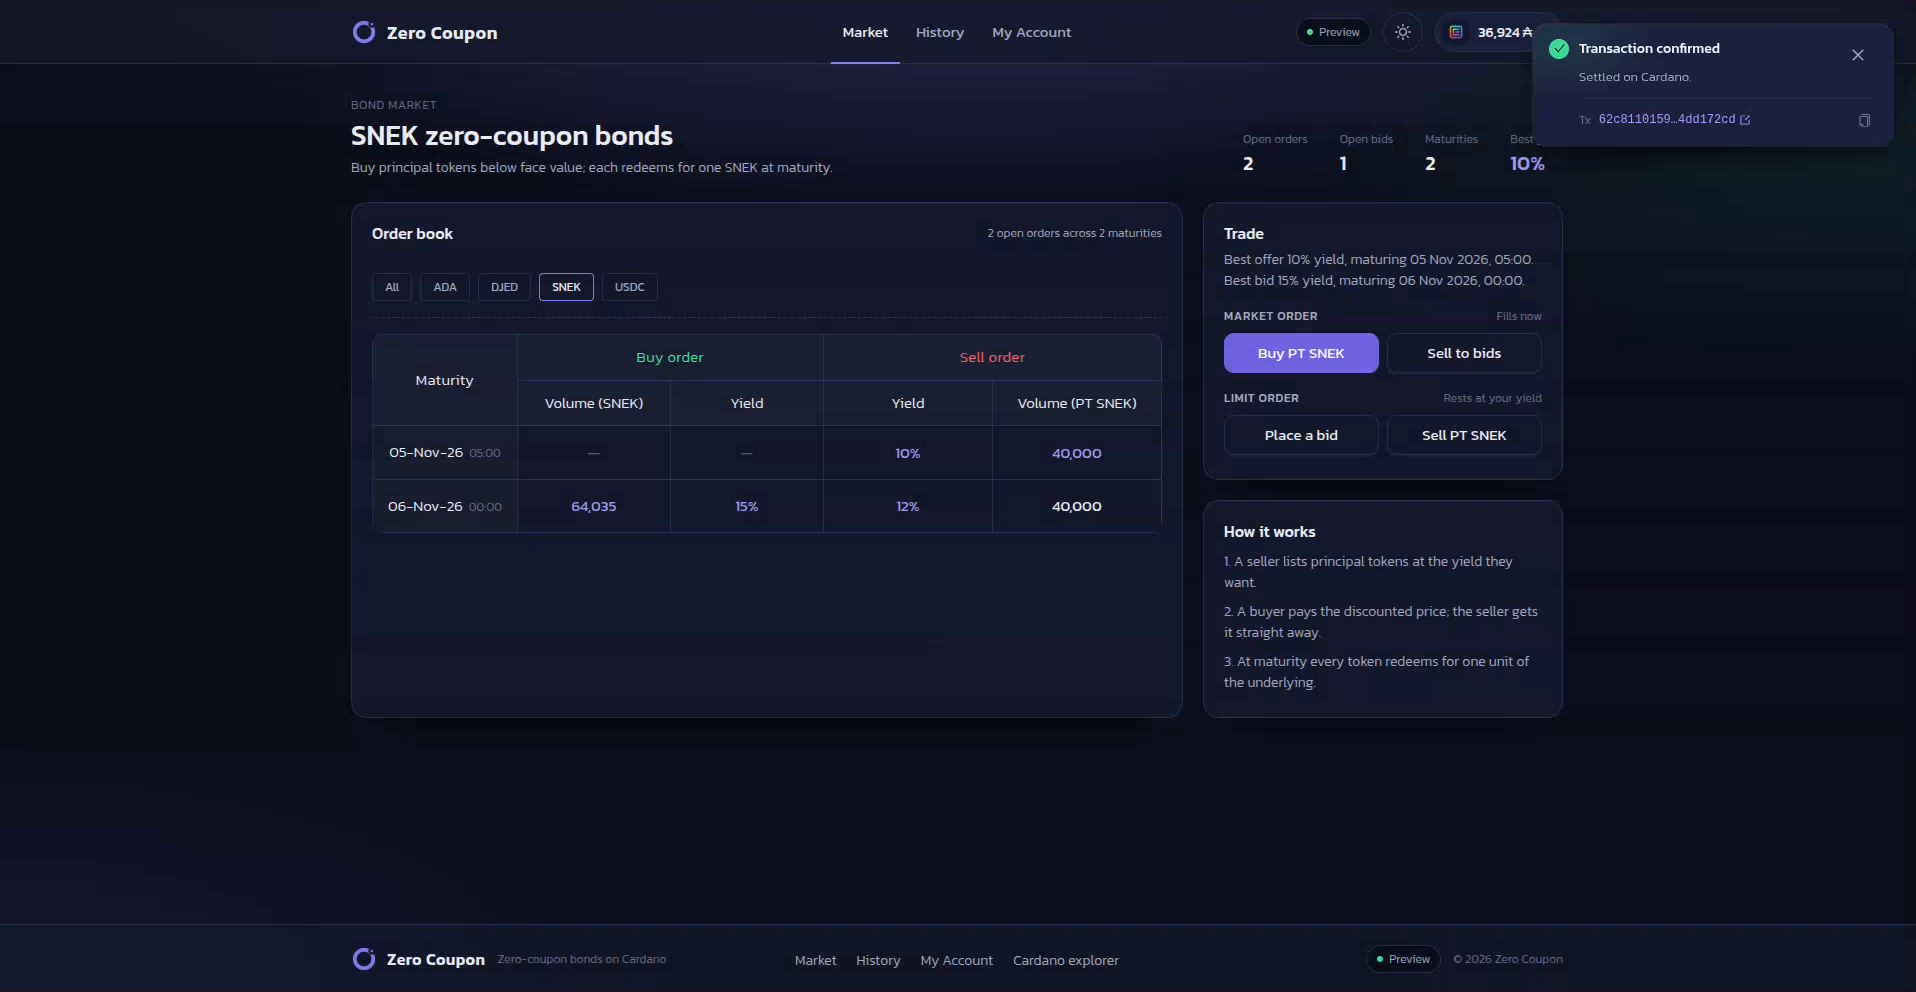 Zero Coupon
Market
History
My Account
Preview
36,924 ₳
Transaction confirmed
Settled on Cardano.
Tx 62c8110159…4dd172cd
BOND MARKET
SNEK zero-coupon bonds
Buy principal tokens below face value; each redeems for one SNEK at maturity.
Open orders
2
Open bids
1
Maturities
2
Best
10%
Order book
2 open orders across 2 maturities
All
ADA
DJED
SNEK
USDC
Maturity
Buy order
Sell order
Volume (SNEK)
Yield
Yield
Volume (PT SNEK)
05-Nov-26 05:00
—
—
10%
40,000
06-Nov-26 00:00
64,035
15%
12%
40,000
Trade
Best offer 10% yield, maturing 05 Nov 2026, 05:00.
Best bid 15% yield, maturing 06 Nov 2026, 00:00.
MARKET ORDER
Fills now
Buy PT SNEK
Sell to bids
LIMIT ORDER
Rests at your yield
Place a bid
Sell PT SNEK
How it works
1. A seller lists principal tokens at the yield they
want.
2. A buyer pays the discounted price; the seller gets
it straight away.
3. At maturity every token redeems for one unit of
the underlying.
Zero Coupon
Zero-coupon bonds on Cardano
Market
History
My Account
Cardano explorer
Preview
© 2026 Zero Coupon